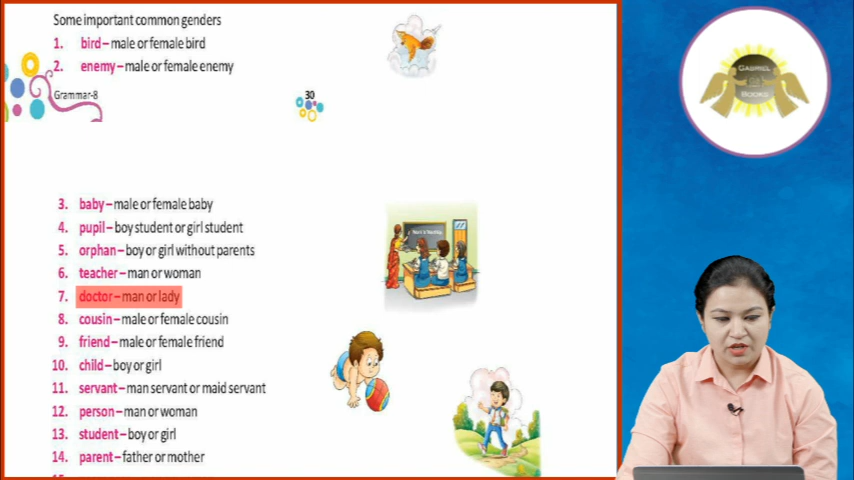 Some important common genders
1. bird – male or female bird
2. enemy – male or female enemy
Grammar-8
30
3. baby – male or female baby
4. pupil – boy student or girl student
5. orphan – boy or girl without parents
6. teacher – man or woman
7. doctor – man or lady
8. cousin – male or female cousin
9. friend – male or female friend
10. child – boy or girl
11. servant – man servant or maid servant
12. person – man or woman
13. student – boy or girl
14. parent – father or mother
GABRIEL
BOOKS